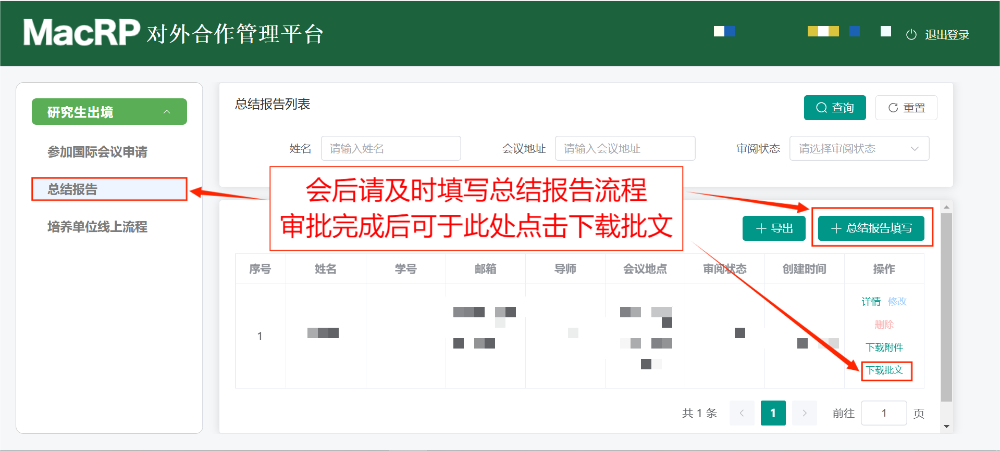 MacRP 对外合作管理平台
退出登录
研究生出境
参加国际会议申请
总结报告
培养单位线上流程
总结报告列表
查询
重置
姓名 请输入姓名
会议地址 请输入会议地址
审阅状态 请选择审阅状态
会后请及时填写总结报告流程
审批完成后可于此处点击下载批文
+ 导出
+ 总结报告填写
序号 姓名 学号 邮箱 导师 会议地点 审阅状态 创建时间 操作
1
详情 修改
删除
下载附件
下载批文
共 1 条
1
前往 1 页